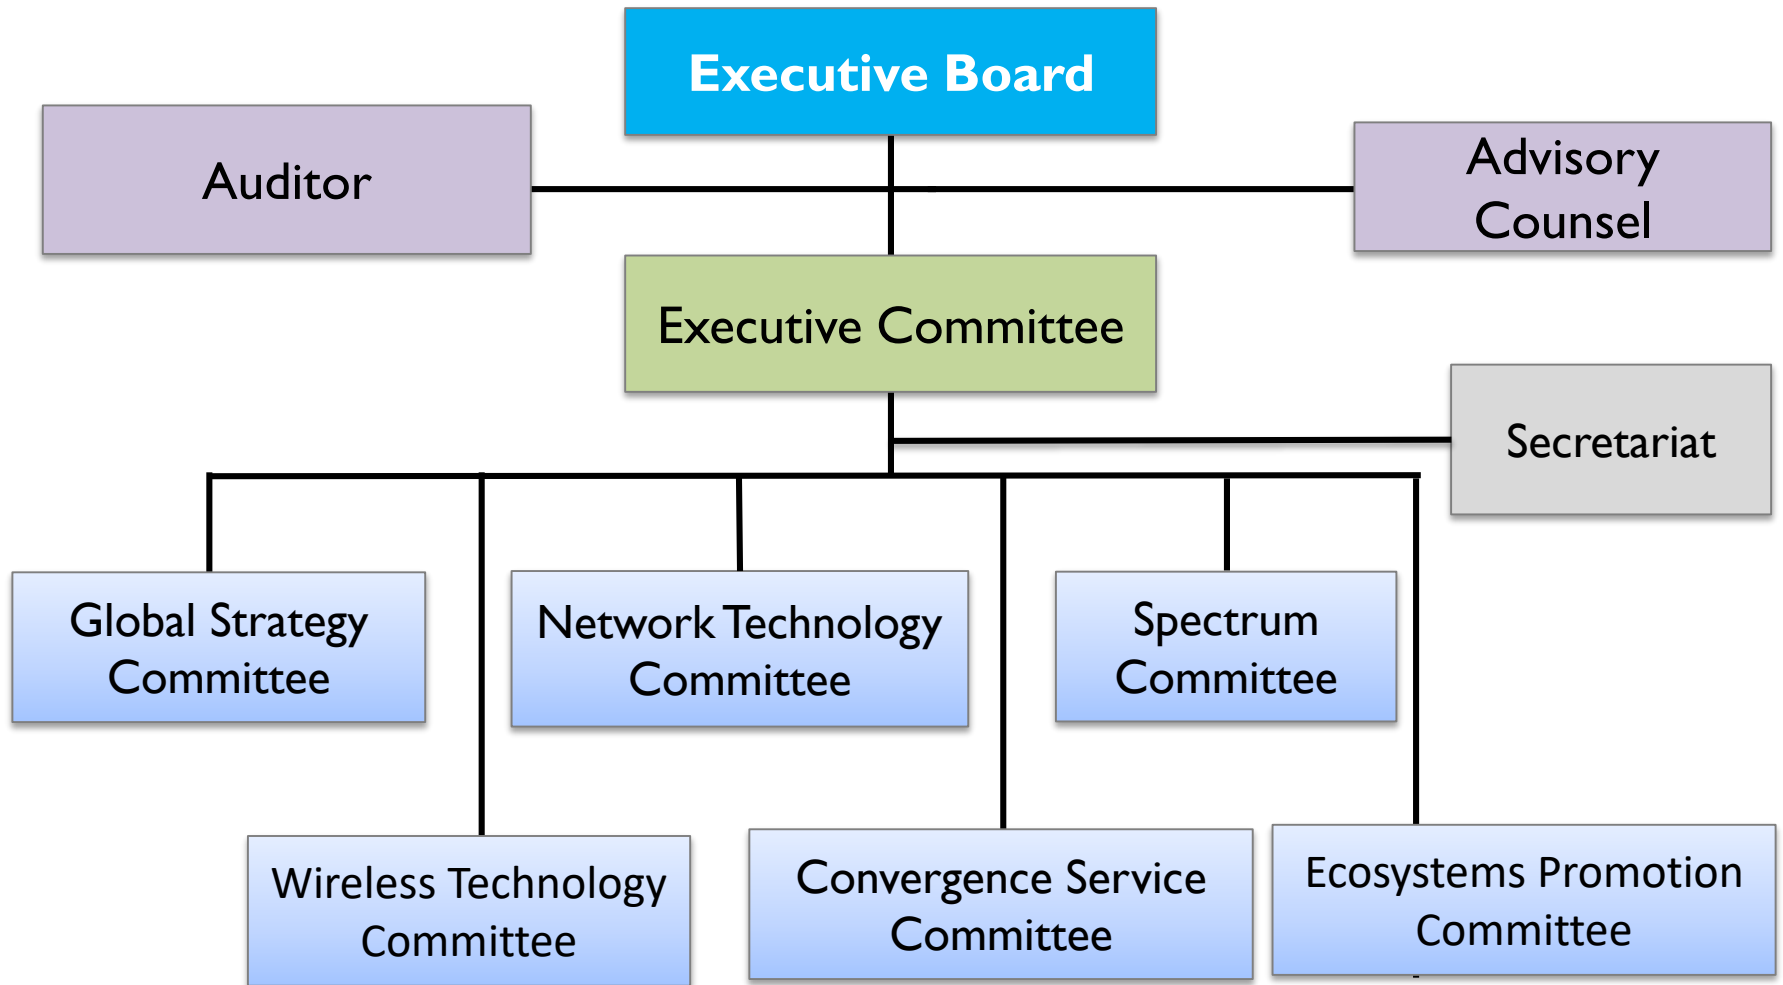 Executive Board
Auditor
Advisory
Counsel
Executive Committee
Secretariat
Global Strategy
Committee
Network Technology
Committee
Spectrum
Committee
Wireless Technology
Committee
Convergence Service
Committee
Ecosystems Promotion
Committee